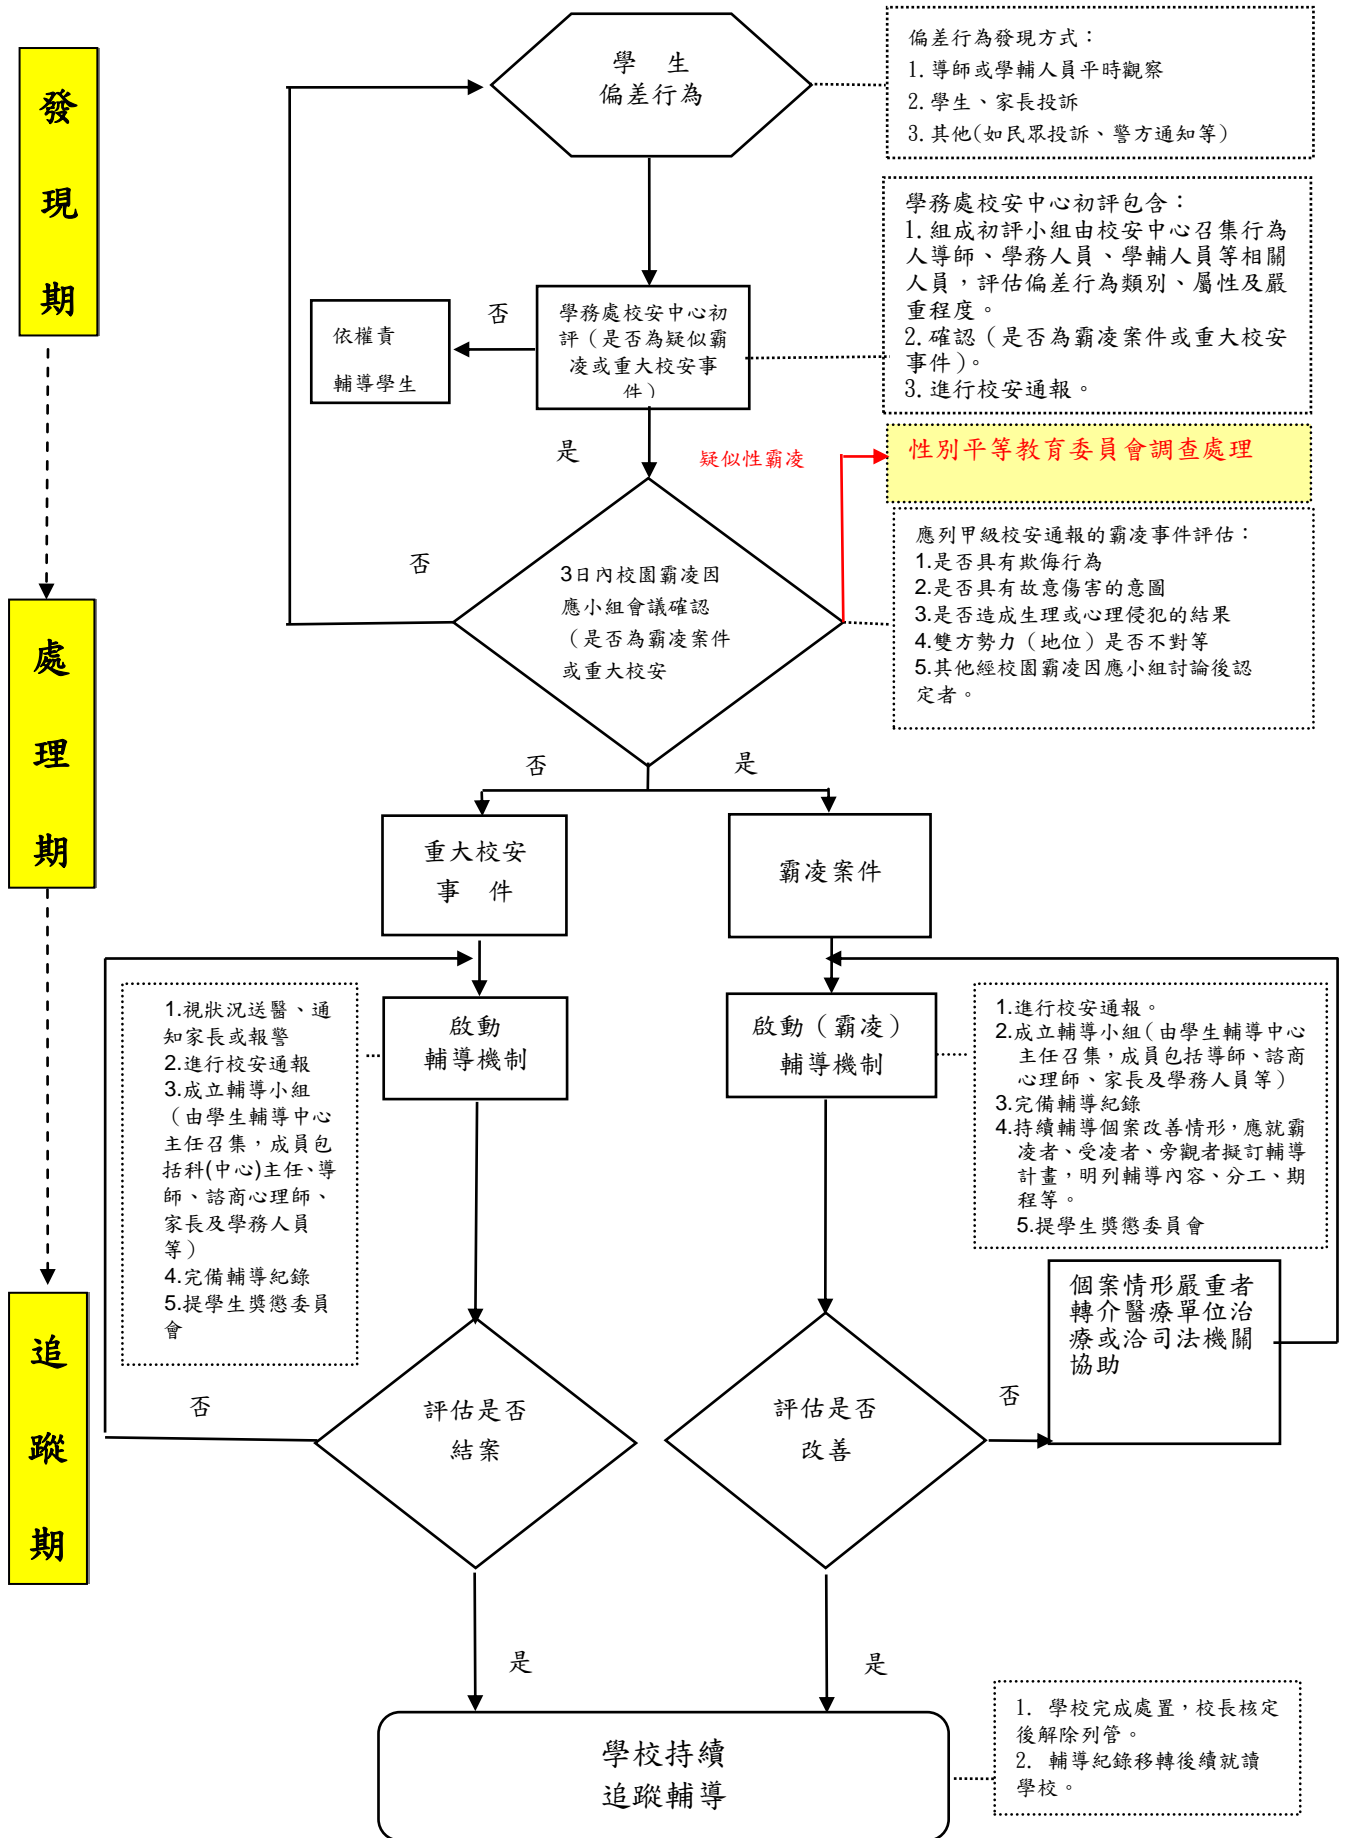 發
現
期
處
理
期
追
蹤
期
學　生
偏差行為
偏差行為發現方式：
1.導師或學輔人員平時觀察
2.學生、家長投訴
3.其他(如民眾投訴、警方通知等)
學務處校安中心初評包含：
1.組成初評小組由校安中心召集行為
人導師、學務人員、學輔人員等相關
人員，評估偏差行為類別、屬性及嚴
重程度。
2.確認（是否為霸凌案件或重大校安
事件）。
3.進行校安通報。
否
依權責
輔導學生
學務處校安中心初
評（是否為疑似霸
凌或重大校安事
件）
是
疑似性霸凌
性別平等教育委員會調查處理
否
3日內校園霸凌因
應小組會議確認
（是否為霸凌案件
或重大校安
應列甲級校安通報的霸凌事件評估：
1.是否具有欺侮行為
2.是否具有故意傷害的意圖
3.是否造成生理或心理侵犯的結果
4.雙方勢力（地位）是否不對等
5.其他經校園霸凌因應小組討論後認
定者。
否
是
重大校安
事　件
霸凌案件
1.視狀況送醫、通
知家長或報警
2.進行校安通報
3.成立輔導小組
（由學生輔導中心
主任召集，成員包
括科(中心)主任、導
師、諮商心理師、
家長及學務人員
等）
4.完備輔導紀錄
5.提學生獎懲委員
會
啟動
輔導機制
啟動（霸凌）
輔導機制
1.進行校安通報。
2.成立輔導小組（由學生輔導中心
主任召集，成員包括導師、諮商
心理師、家長及學務人員等）
3.完備輔導紀錄
4.持續輔導個案改善情形，應就霸
凌者、受凌者、旁觀者擬訂輔導
計畫，明列輔導內容、分工、期
程等。
5.提學生獎懲委員會
個案情形嚴重者
轉介醫療單位治
療或洽司法機關
協助
否
評估是否
結案
評估是否
改善
否
是
是
學校持續
追蹤輔導
1. 學校完成處置，校長核定
後解除列管。
2. 輔導紀錄移轉後續就讀
學校。